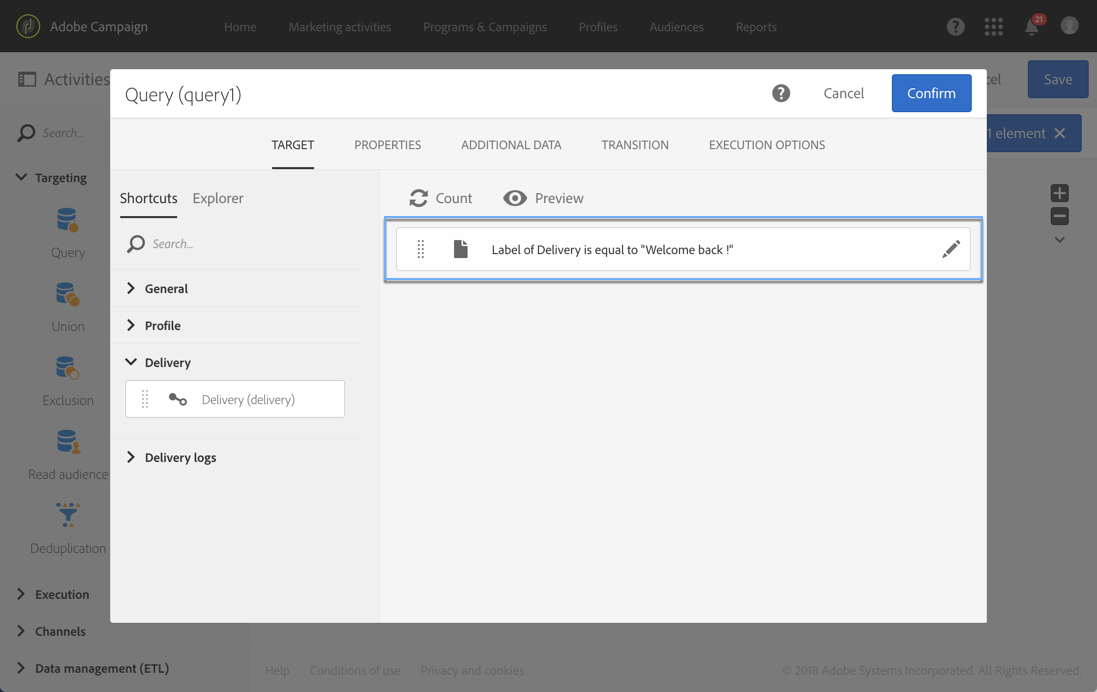 Adobe Campaign
Home
Marketing activities
Programs & Campaigns
Profiles
Audiences
Reports
21
Activities
Save
Search...
1 element
Targeting
Query
Union
Exclusion
Read audience
Deduplication
Execution
Channels
Data management (ETL)
Query (query1)
Cancel
Confirm
TARGET
PROPERTIES
ADDITIONAL DATA
TRANSITION
EXECUTION OPTIONS
Shortcuts
Explorer
Search...
General
Profile
Delivery
Delivery (delivery)
Delivery logs
Count
Preview
Label of Delivery is equal to "Welcome back !"
Help
Conditions of use
Privacy and cookies
© 2018 Adobe Systems Incorporated. All Rights Reserved.